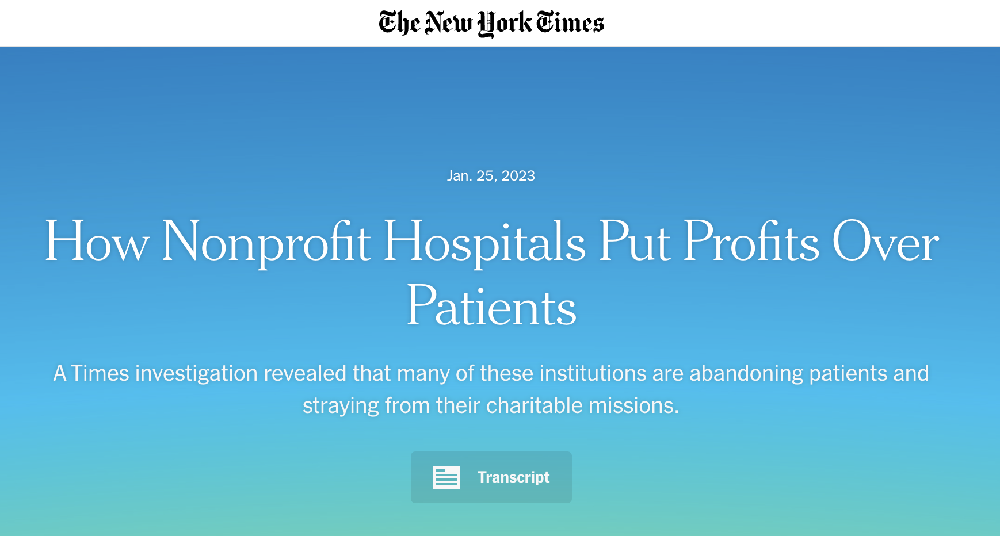 The New York Times
Jan. 25, 2023
How Nonprofit Hospitals Put Profits Over
Patients
A Times investigation revealed that many of these institutions are abandoning patients and
straying from their charitable missions.
Transcript